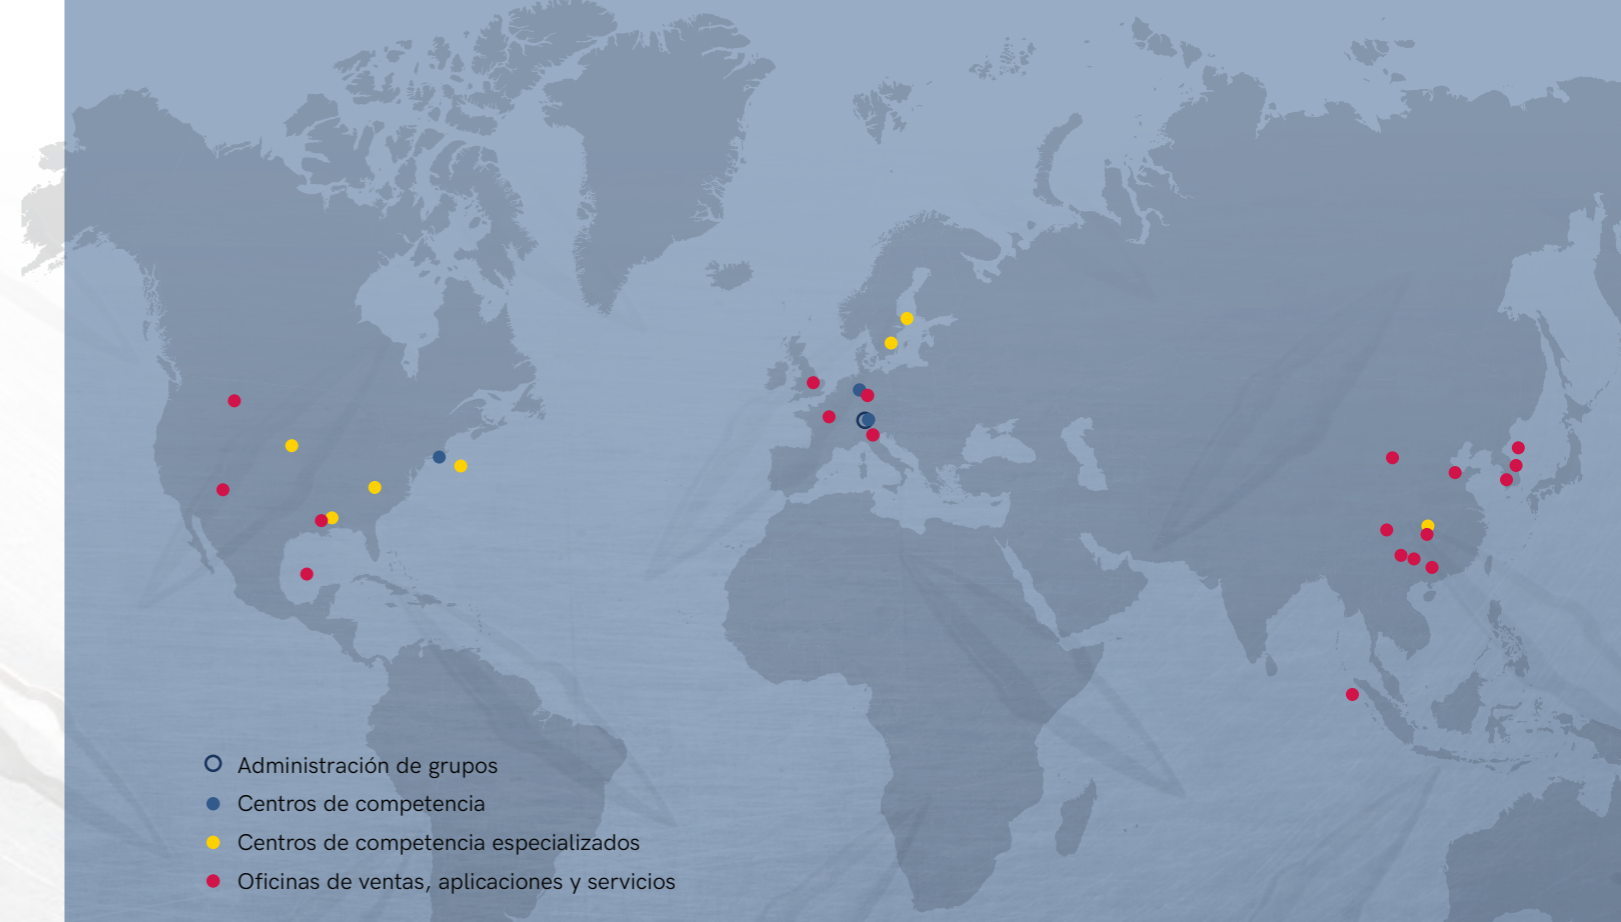 Administración de grupos
Centros de competencia
Centros de competencia especializados
Oficinas de ventas, aplicaciones y servicios